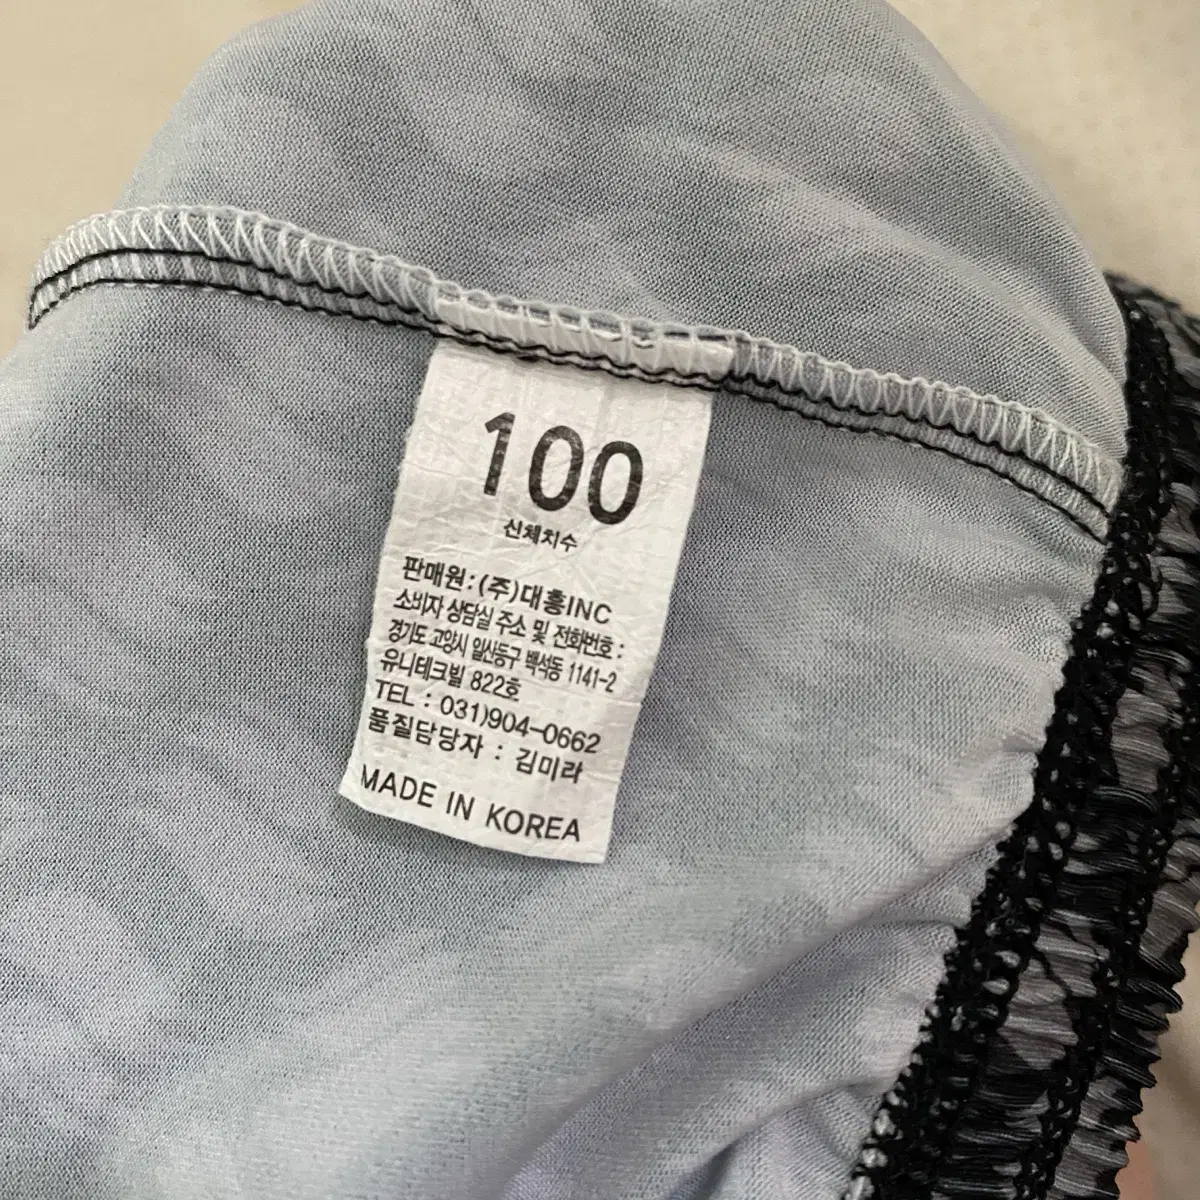 100
신체치수
판매원:(주)대흥INC
소비자 상담실 주소 및 전화번호 :
경기도 고양시 일산동구 백석동 1141-2
유니테크빌 822호
TEL : 031)904-0662
품질담당자 : 김미라
MADE IN KOREA